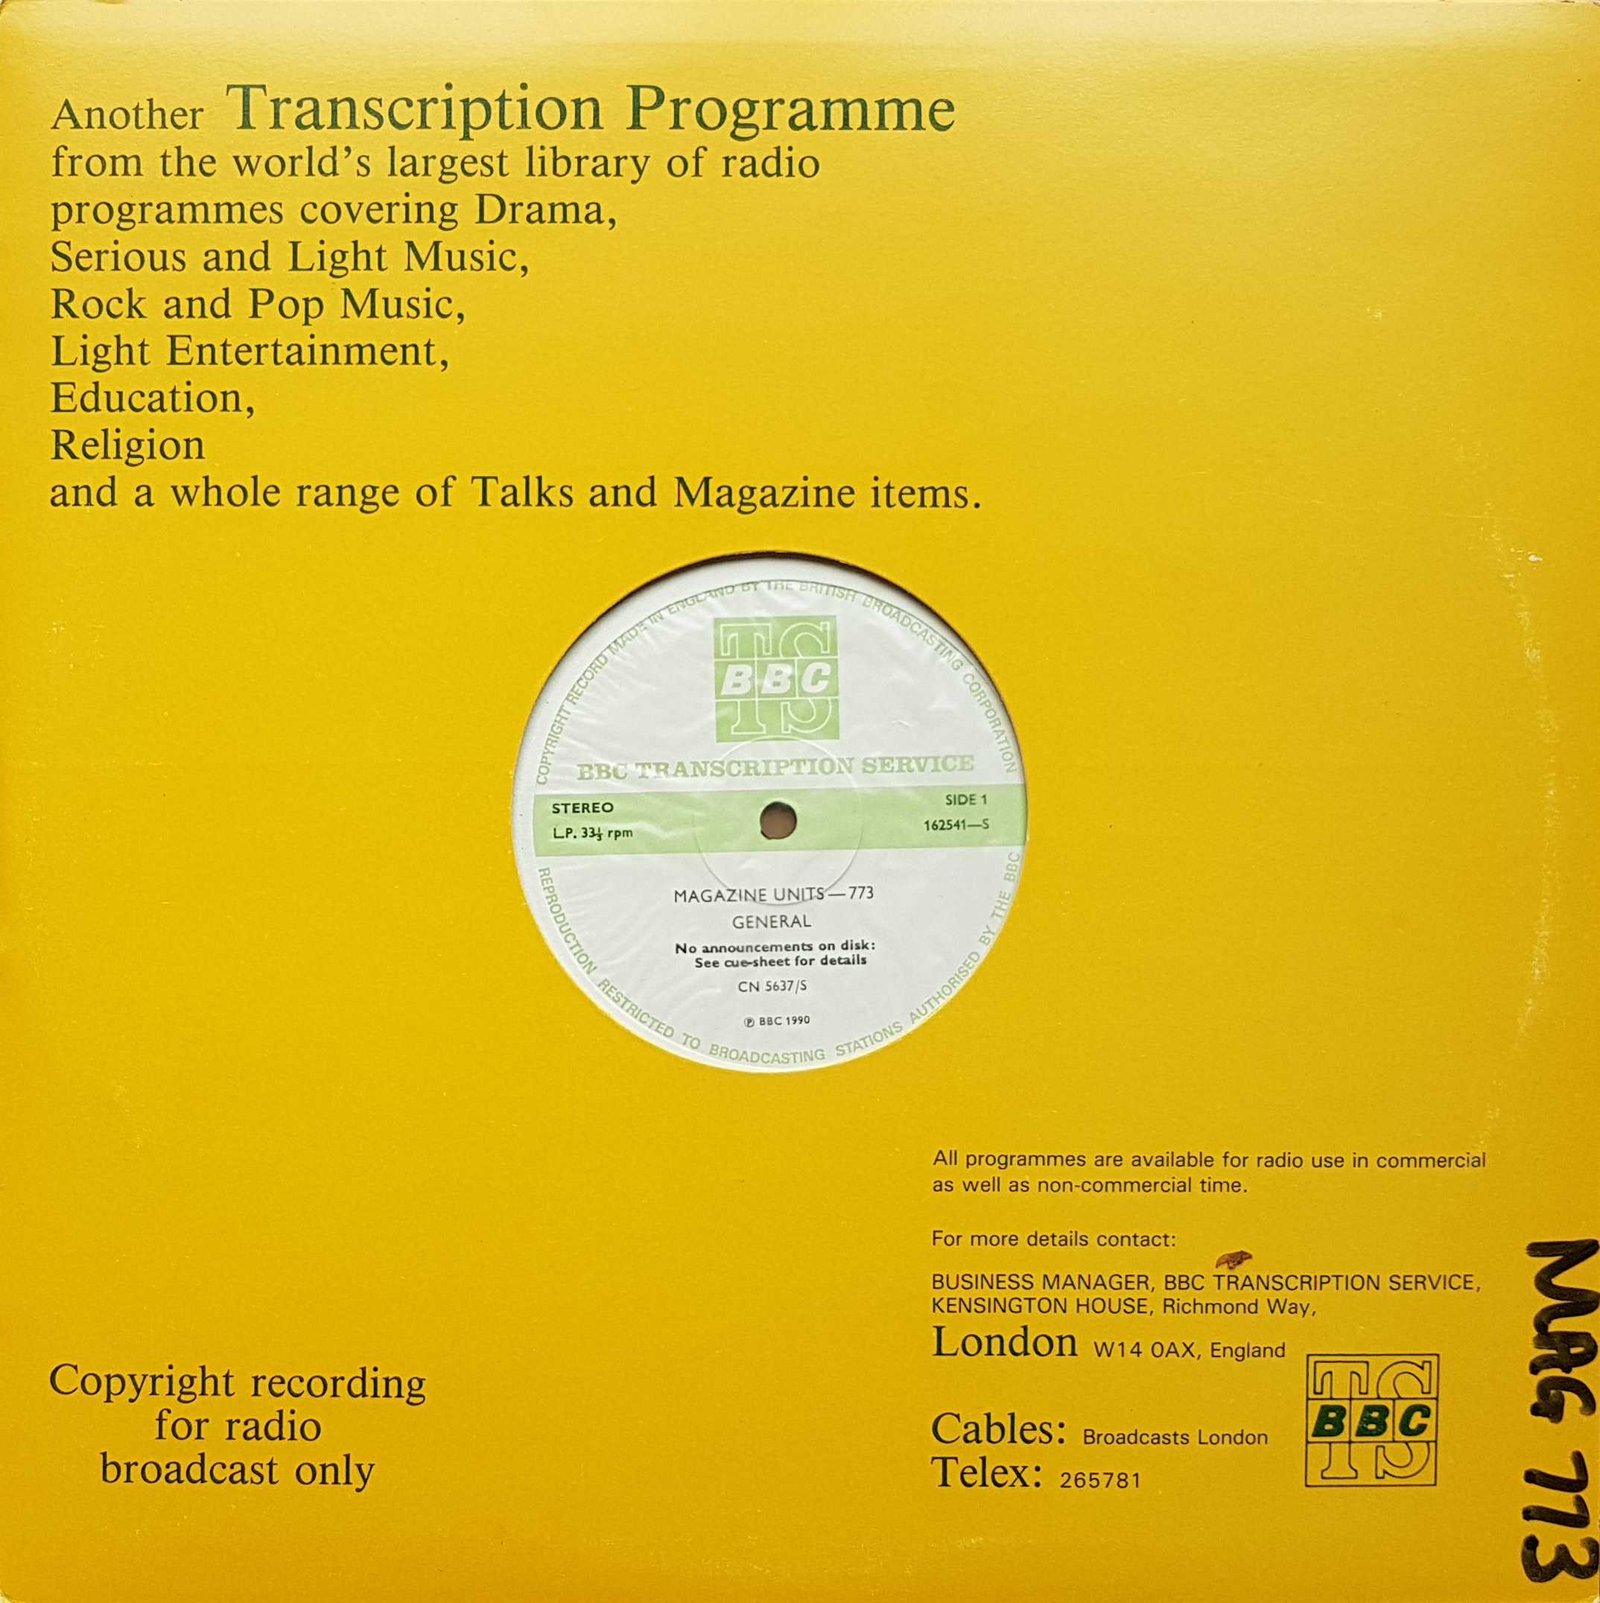 Another Transcription Programme
from the world's largest library of radio
programmes covering Drama,
Serious and Light Music,
Rock and Pop Music,
Light Entertainment,
Education,
Religion
and a whole range of Talks and Magazine items.
COPYRIGHT RECORD MADE IN ENGLAND BY THE BRITISH BROADCASTING CORPORATION
TS
BBC
TS
BBC TRANSCRIPTION SERVICE
STEREO
L.P. 33⅓ rpm
SIDE 1
162541—S
MAGAZINE UNITS—773
GENERAL
No announcements on disk:
See cue-sheet for details
CN 5637/S
℗ BBC 1990
REPRODUCTION RESTRICTED TO BROADCASTING STATIONS AUTHORISED BY THE BBC
All programmes are available for radio use in commercial
as well as non-commercial time.
For more details contact:
BUSINESS MANAGER, BBC TRANSCRIPTION SERVICE,
KENSINGTON HOUSE, Richmond Way,
London W14 0AX, England
Cables: Broadcasts London
Telex: 265781
TS
BBC
TS
Copyright recording
for radio
broadcast only
MAG 773